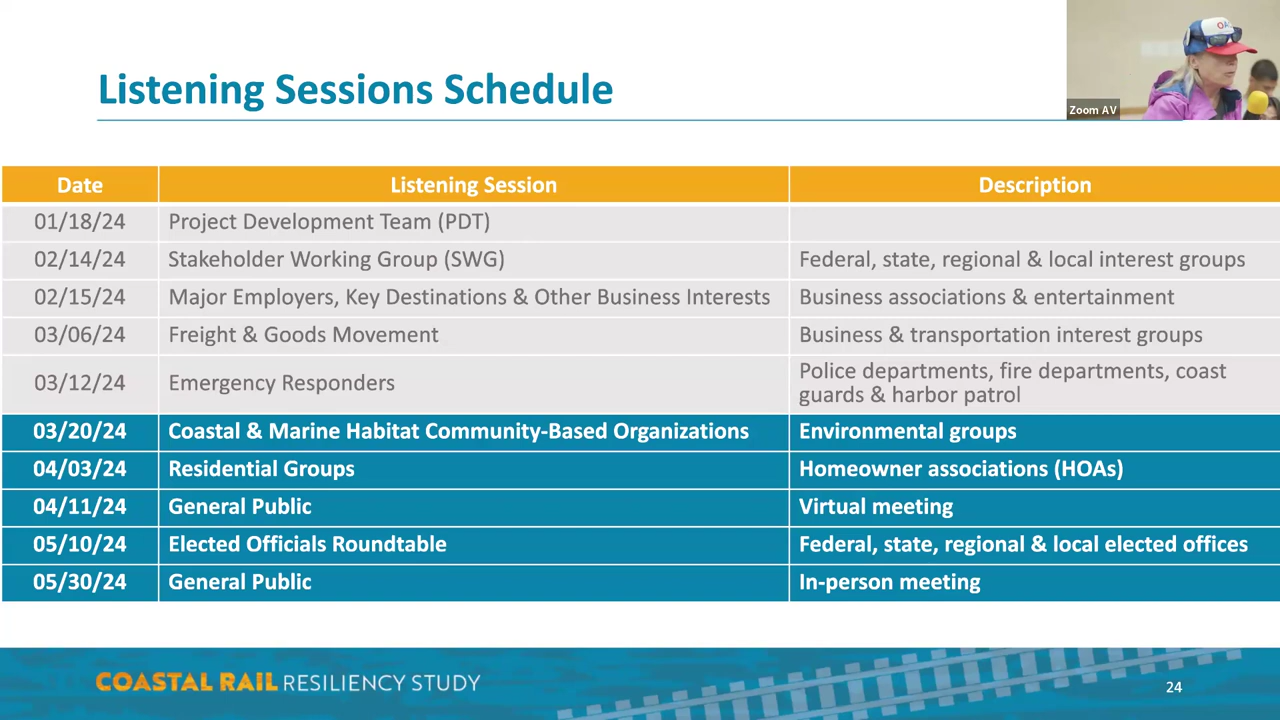 Listening Sessions Schedule
Zoom AV
Date Listening Session Description
01/18/24 Project Development Team (PDT)
02/14/24 Stakeholder Working Group (SWG) Federal, state, regional & local interest groups
02/15/24 Major Employers, Key Destinations & Other Business Interests Business associations & entertainment
03/06/24 Freight & Goods Movement Business & transportation interest groups
03/12/24 Emergency Responders Police departments, fire departments, coast
guards & harbor patrol
03/20/24 Coastal & Marine Habitat Community-Based Organizations Environmental groups
04/03/24 Residential Groups Homeowner associations (HOAs)
04/11/24 General Public Virtual meeting
05/10/24 Elected Officials Roundtable Federal, state, regional & local elected offices
05/30/24 General Public In-person meeting
COASTAL RAIL RESILIENCY STUDY
24